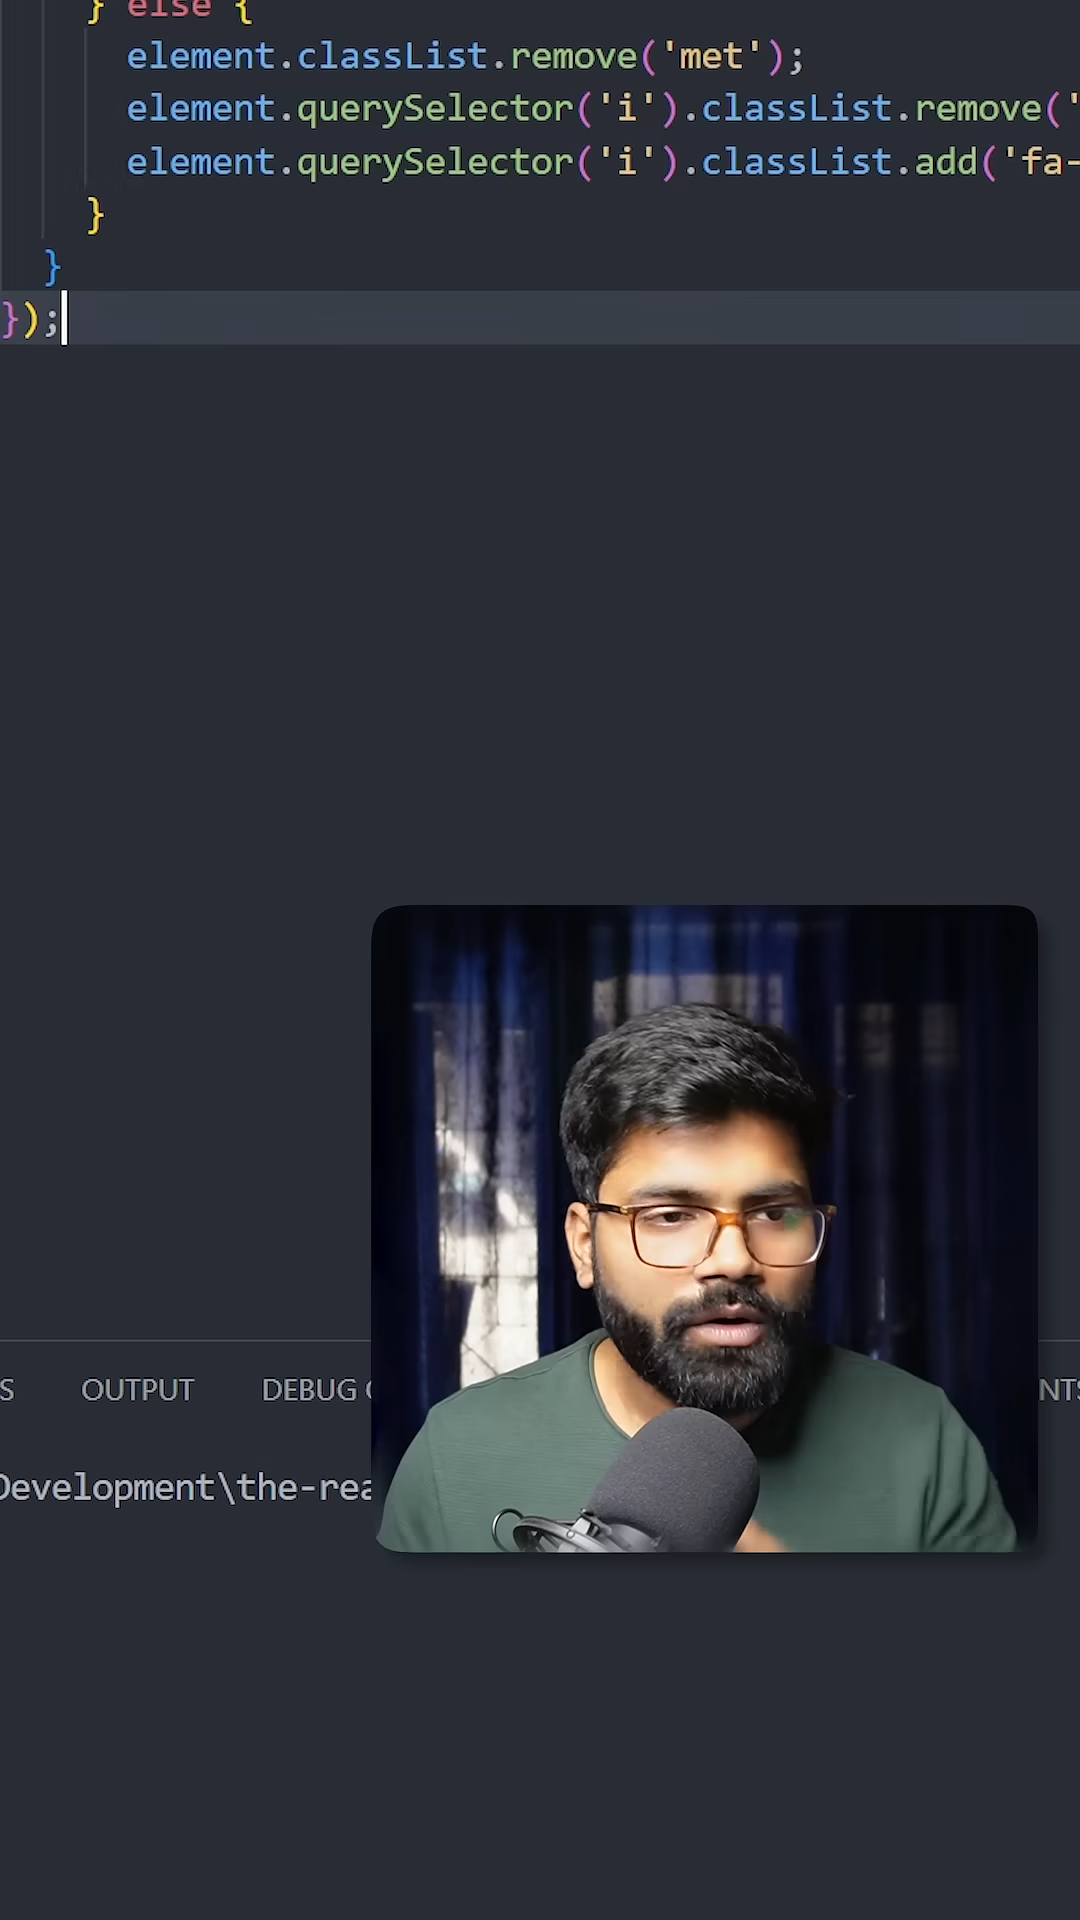 } else {
element.classList.remove('met');
element.querySelector('i').classList.remove('
element.querySelector('i').classList.add('fa-
}
}
});
S OUTPUT DEBUG NTS
Development\the-rea